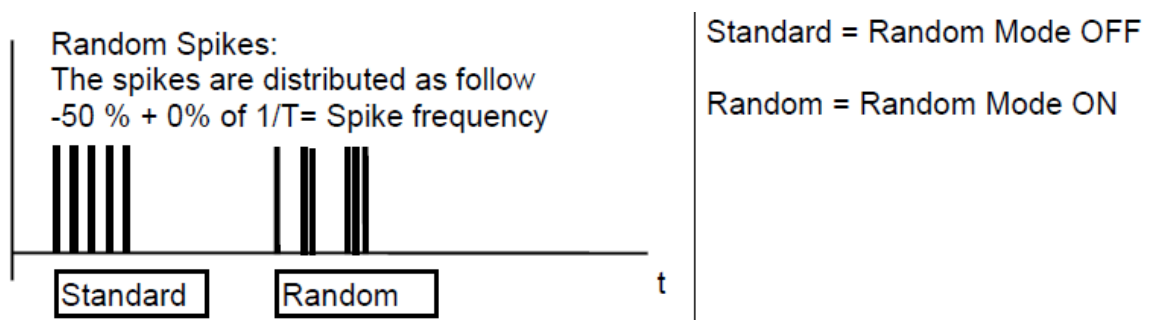 Random Spikes:
The spikes are distributed as follow
-50 % + 0% of 1/T= Spike frequency
Standard
Random
t
Standard = Random Mode OFF
Random = Random Mode ON